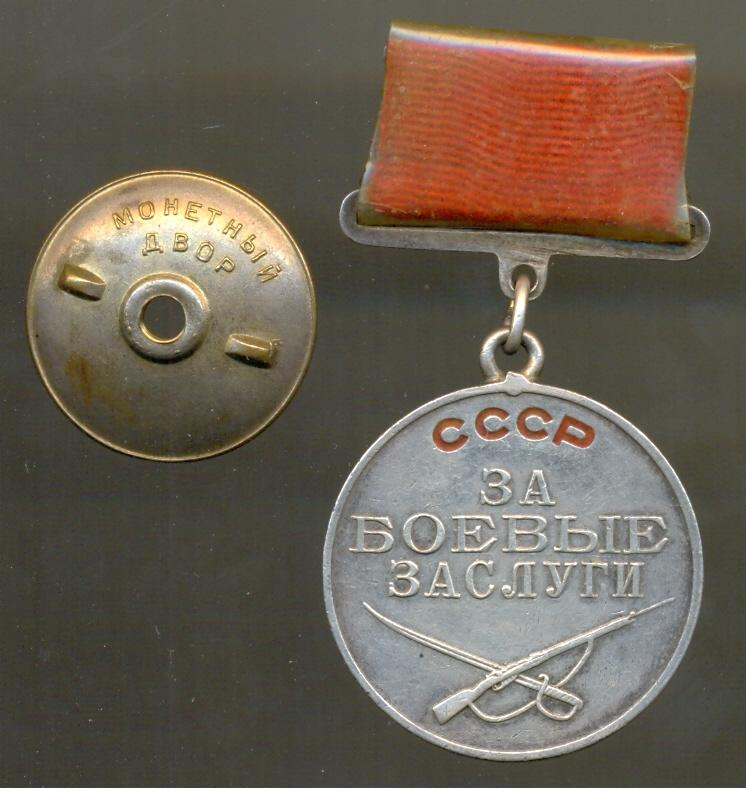 МОНЕТНЫЙ
ДВОР
СССР
ЗА
БОЕВЫЕ
ЗАСЛУГИ